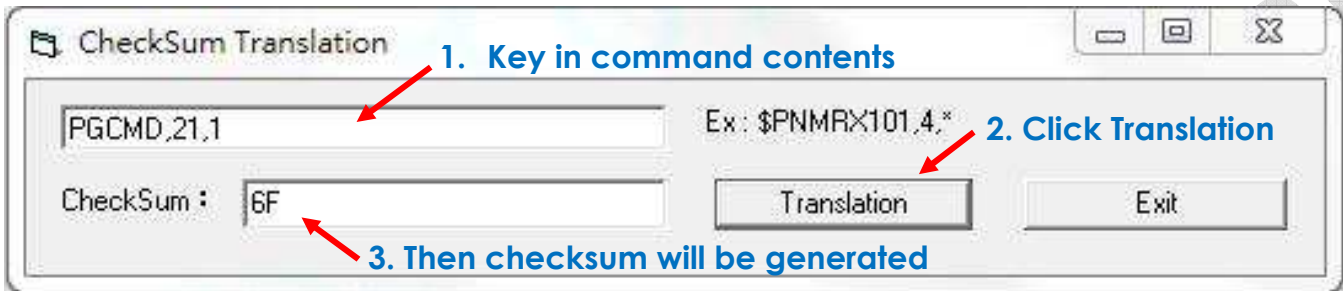 CheckSum Translation
1. Key in command contents
PGCMD,21,1
Ex : $PNMRX101,4,*
2. Click Translation
CheckSum :
6F
Translation
Exit
3. Then checksum will be generated